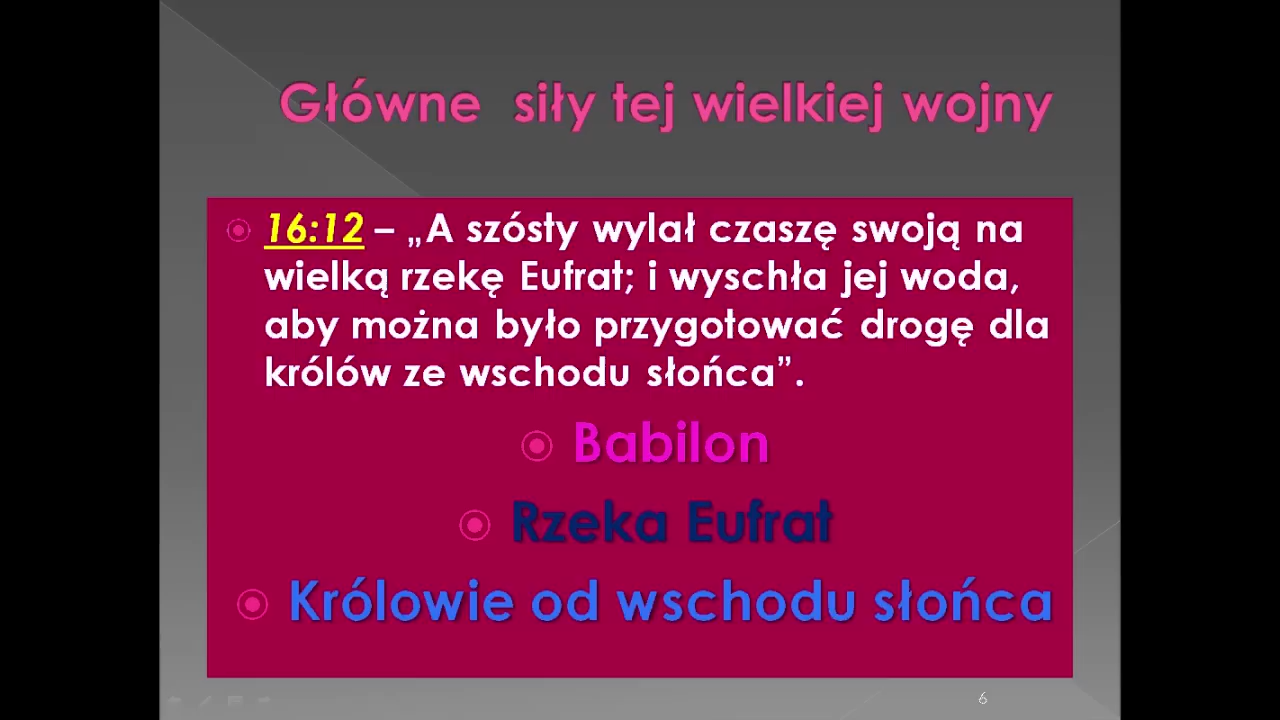 Główne siły tej wielkiej wojny
16:12 – „A szósty wylał czaszę swoją na
wielką rzekę Eufrat; i wyschła jej woda,
aby można było przygotować drogę dla
królów ze wschodu słońca”.
Babilon
Rzeka Eufrat
Królowie od wschodu słońca
6